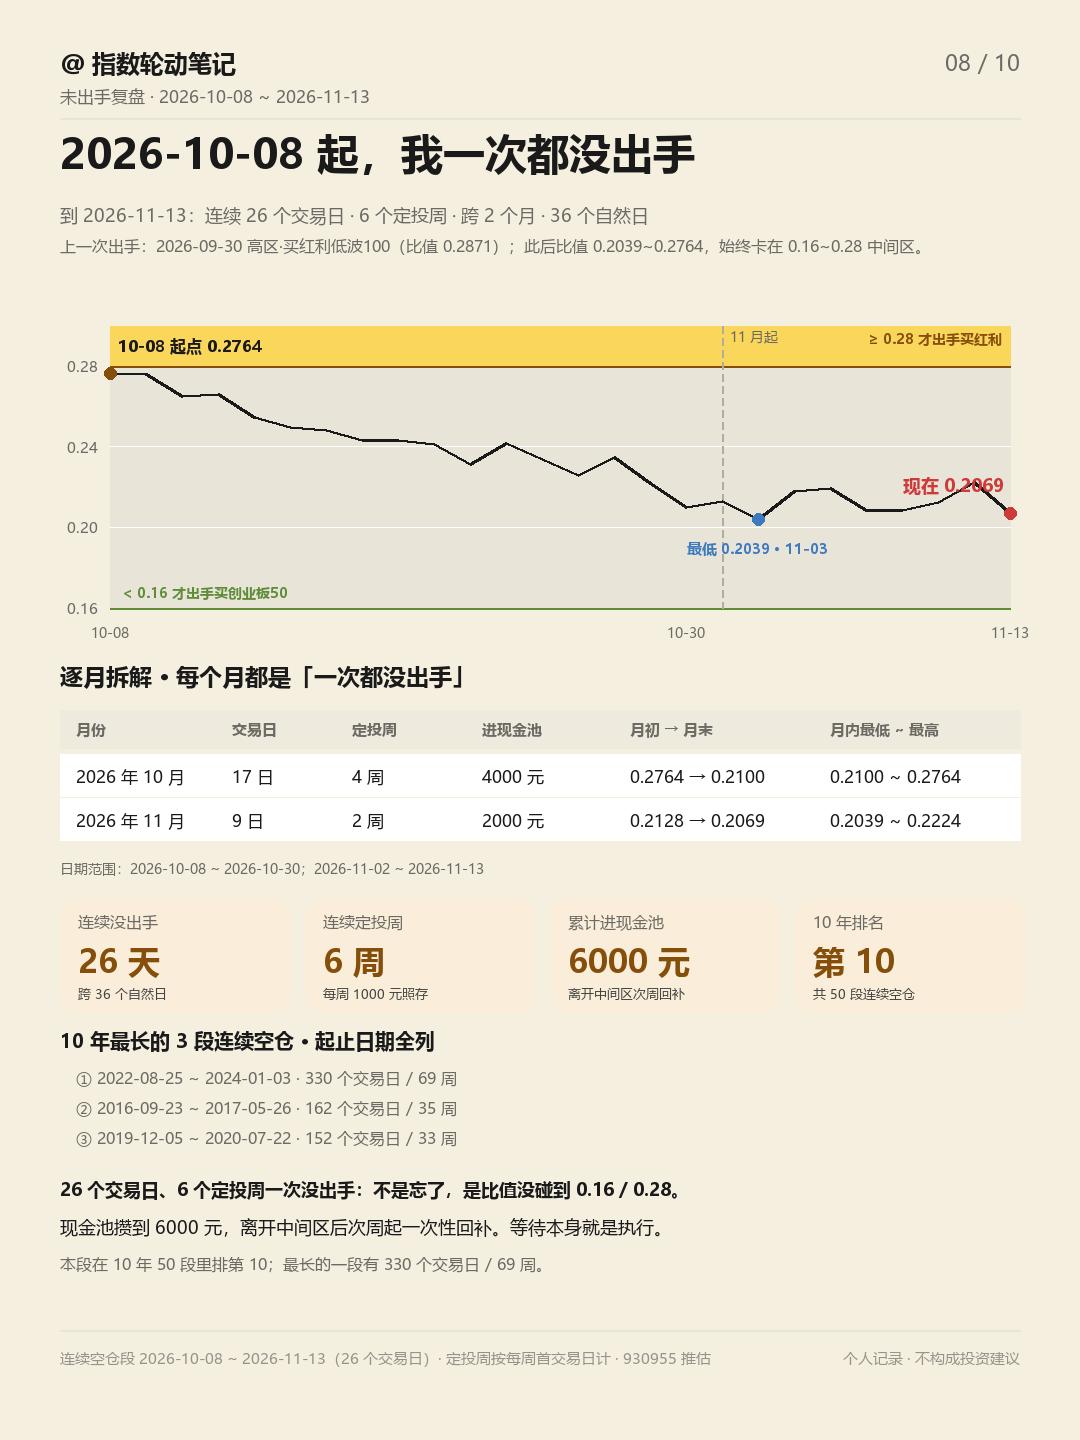 @ 指数轮动笔记
08 / 10
未出手复盘 · 2026-10-08 ~ 2026-11-13
2026-10-08 起，我一次都没出手
到 2026-11-13：连续 26 个交易日 · 6 个定投周 · 跨 2 个月 · 36 个自然日
上一次出手：2026-09-30 高区·买红利低波100（比值 0.2871）；此后比值 0.2039~0.2764，始终卡在 0.16~0.28 中间区。
10-08 起点 0.2764
11 月起
≥ 0.28 才出手买红利
0.28
0.24
现在 0.2069
0.20
最低 0.2039 • 11-03
< 0.16 才出手买创业板50
0.16
10-08
10-30
11-13
逐月拆解 • 每个月都是「一次都没出手」
月份 交易日 定投周 进现金池 月初 → 月末 月内最低 ~ 最高
2026 年 10 月 17 日 4 周 4000 元 0.2764 → 0.2100 0.2100 ~ 0.2764
2026 年 11 月 9 日 2 周 2000 元 0.2128 → 0.2069 0.2039 ~ 0.2224
日期范围：2026-10-08 ~ 2026-10-30；2026-11-02 ~ 2026-11-13
连续没出手
26 天
跨 36 个自然日
连续定投周
6 周
每周 1000 元照存
累计进现金池
6000 元
离开中间区次周回补
10 年排名
第 10
共 50 段连续空仓
10 年最长的 3 段连续空仓 • 起止日期全列
① 2022-08-25 ~ 2024-01-03 · 330 个交易日 / 69 周
② 2016-09-23 ~ 2017-05-26 · 162 个交易日 / 35 周
③ 2019-12-05 ~ 2020-07-22 · 152 个交易日 / 33 周
26 个交易日、6 个定投周一次没出手：不是忘了，是比值没碰到 0.16 / 0.28。
现金池攒到 6000 元，离开中间区后次周起一次性回补。等待本身就是执行。
本段在 10 年 50 段里排第 10；最长的一段有 330 个交易日 / 69 周。
连续空仓段 2026-10-08 ~ 2026-11-13（26 个交易日）· 定投周按每周首交易日计 · 930955 推估
个人记录 · 不构成投资建议